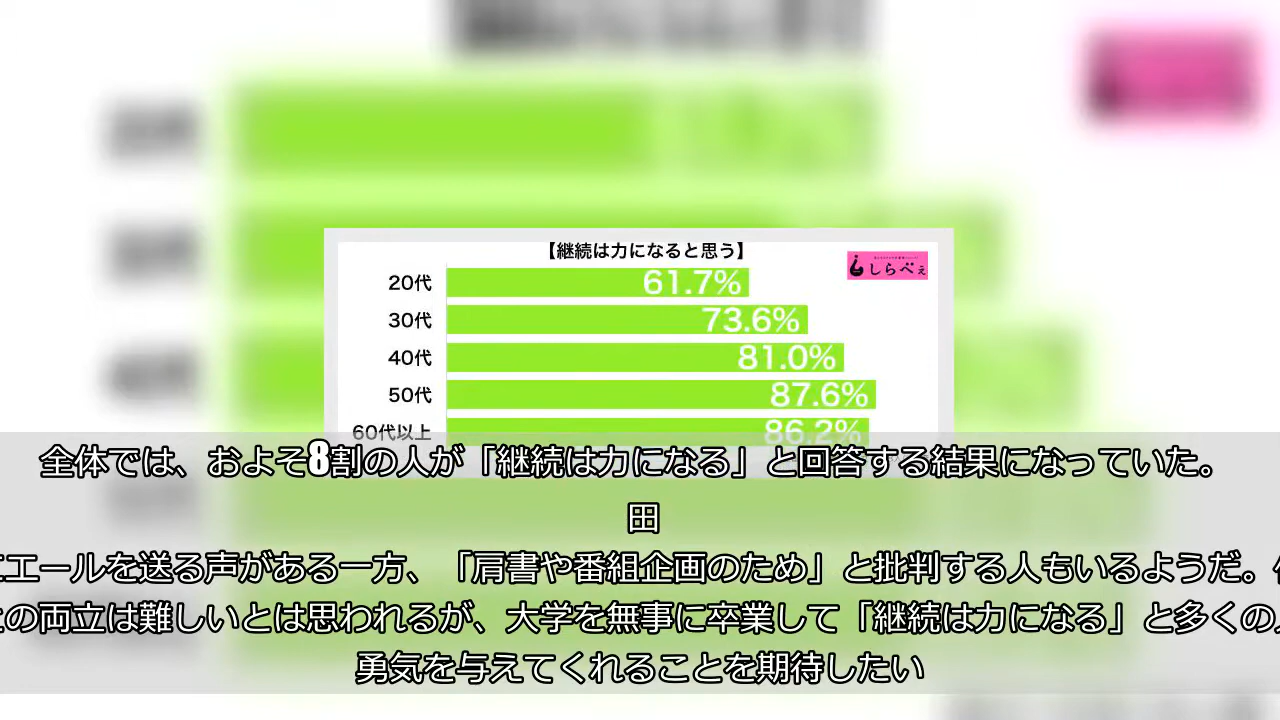 【継続は力になると思う】
しらべぇ
20代 61.7%
30代 73.6%
40代 81.0%
50代 87.6%
60代以上 86.2%
全体では、およそ8割の人が「継続は力になる」と回答する結果になっていた。
田
エールを送る声がある一方、「肩書や番組企画のため」と批判する人もいるようだ。
の両立は難しいとは思われるが、大学を無事に卒業して「継続は力になる」と多くの
勇気を与えてくれることを期待したい